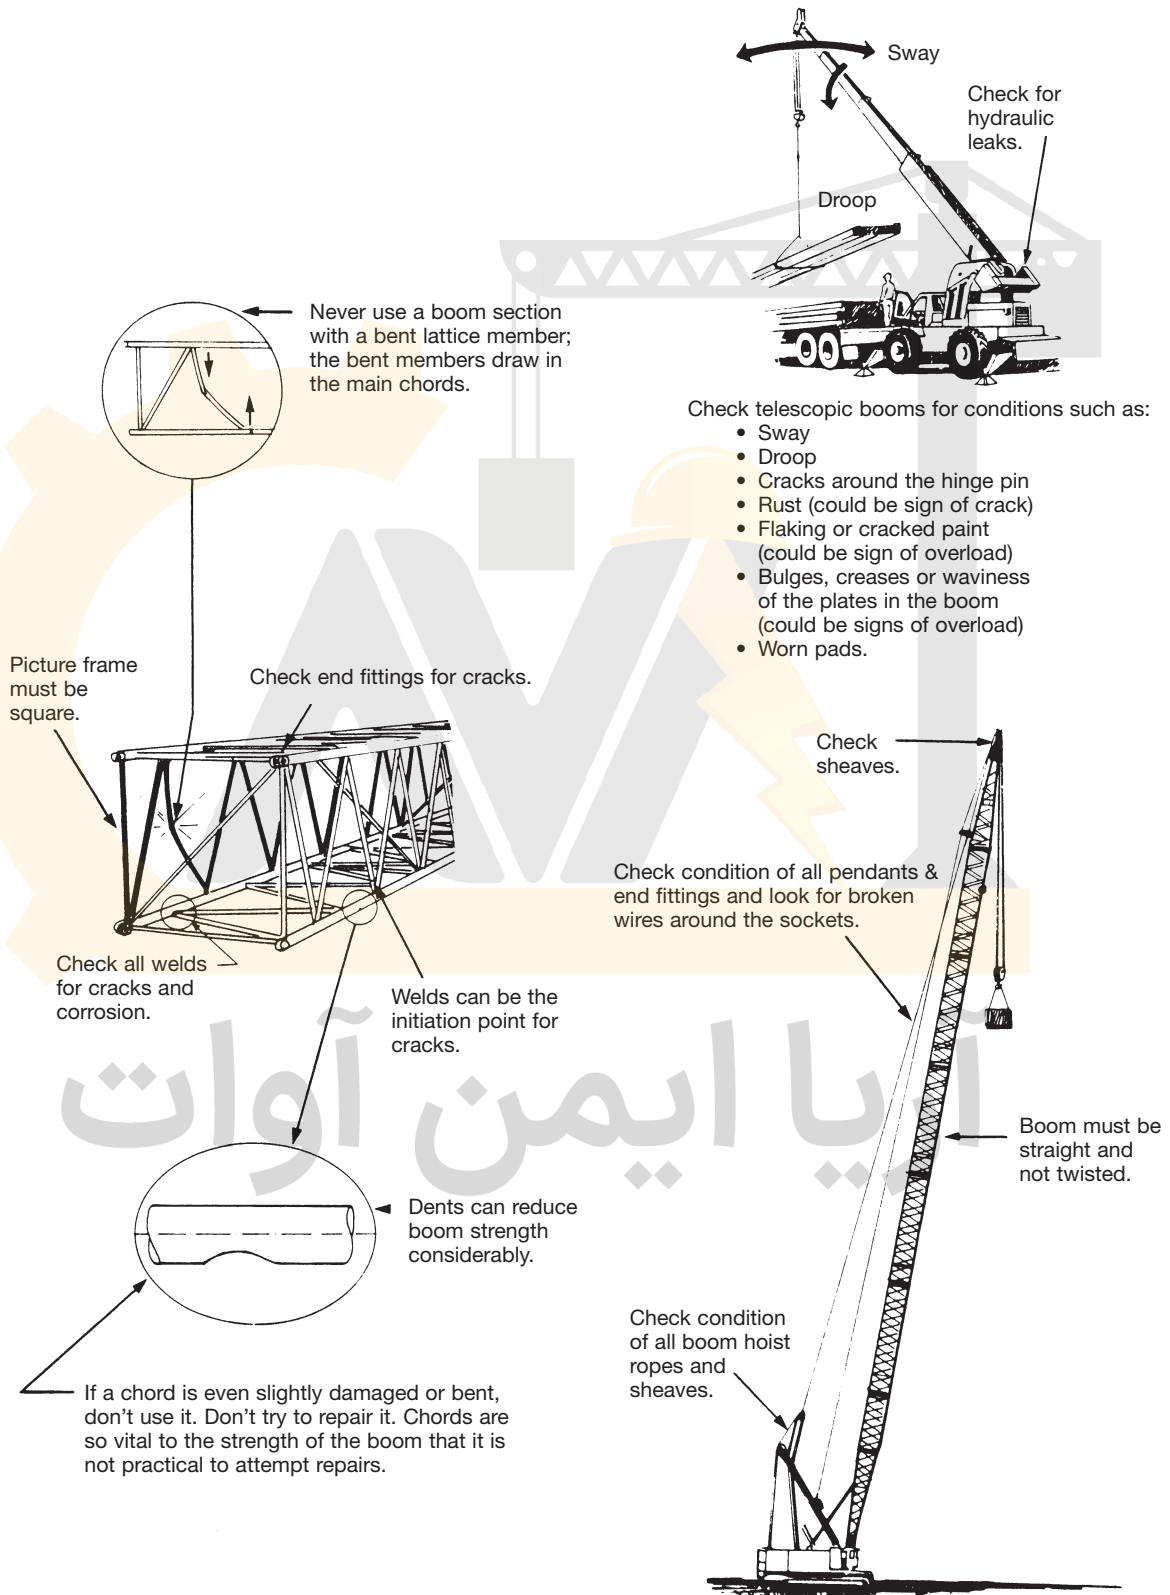 Sway
Check for
hydraulic
leaks.
Droop
Never use a boom section
with a bent lattice member;
the bent members draw in
the main chords.
Check telescopic booms for conditions such as:
• Sway
• Droop
• Cracks around the hinge pin
• Rust (could be sign of crack)
• Flaking or cracked paint
(could be sign of overload)
• Bulges, creases or waviness
of the plates in the boom
(could be signs of overload)
• Worn pads.
Picture frame
must be
square.
Check end fittings for cracks.
Check
sheaves.
Check condition of all pendants &
end fittings and look for broken
wires around the sockets.
Check all welds
for cracks and
corrosion.
Welds can be the
initiation point for
cracks.
آریا ایمن آوات
Boom must be
straight and
not twisted.
Dents can reduce
boom strength
considerably.
Check condition
of all boom hoist
ropes and
sheaves.
If a chord is even slightly damaged or bent,
don’t use it. Don’t try to repair it. Chords are
so vital to the strength of the boom that it is
not practical to attempt repairs.